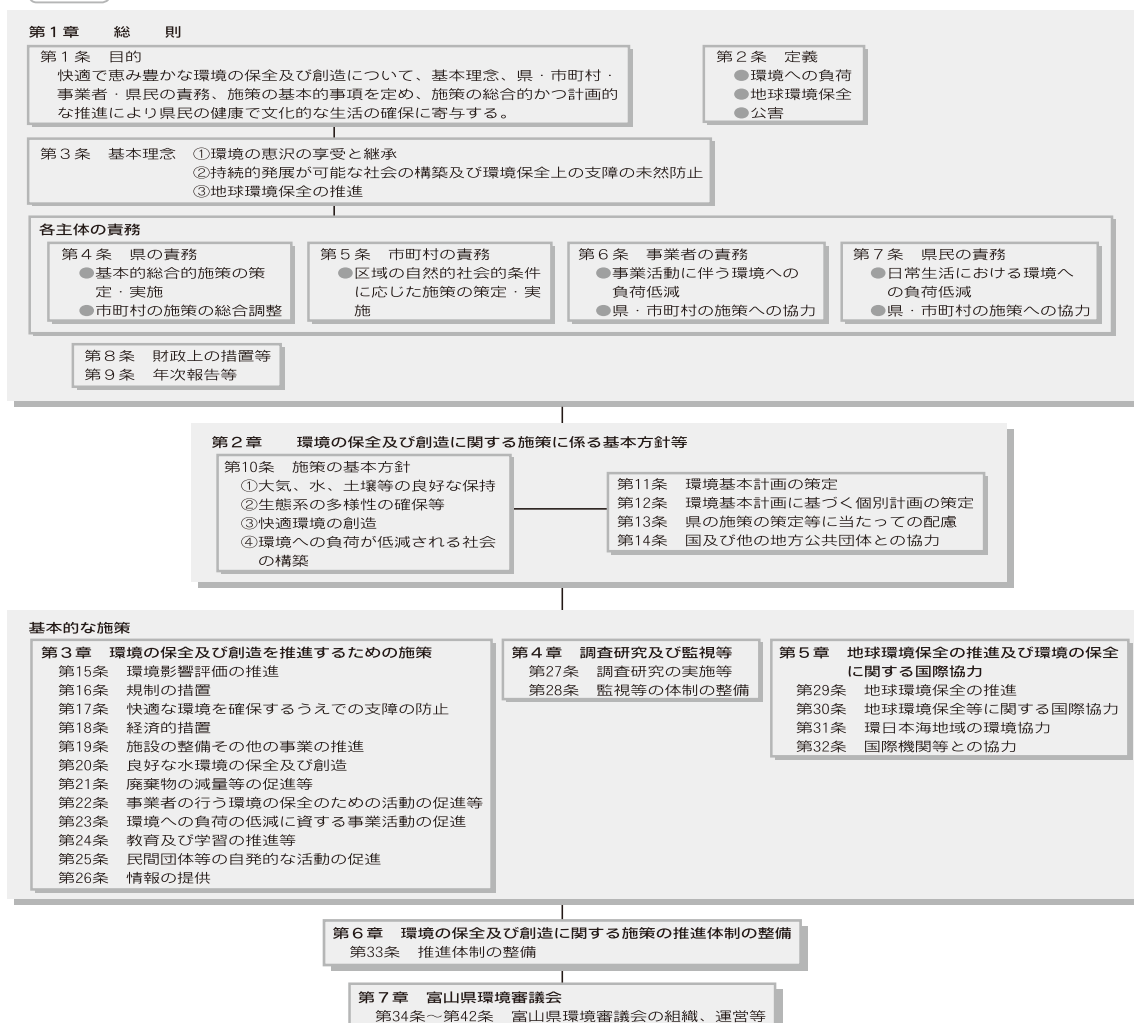 第１章　総　則
第１条　目的
快適で恵み豊かな環境の保全及び創造について、基本理念、県・市町村・
事業者・県民の責務、施策の基本的事項を定め、施策の総合的かつ計画的
な推進により県民の健康で文化的な生活の確保に寄与する。
第２条　定義
●環境への負荷
●地球環境保全
●公害
第３条　基本理念　①環境の恵沢の享受と継承
②持続的発展が可能な社会の構築及び環境保全上の支障の未然防止
③地球環境保全の推進
各主体の責務
第４条　県の責務
●基本的総合的施策の策
定・実施
●市町村の施策の総合調整
第５条　市町村の責務
●区域の自然的社会的条件
に応じた施策の策定・実
施
第６条　事業者の責務
●事業活動に伴う環境への
負荷低減
●県・市町村の施策への協力
第７条　県民の責務
●日常生活における環境へ
の負荷低減
●県・市町村の施策への協力
第８条　財政上の措置等
第９条　年次報告等
第２章　環境の保全及び創造に関する施策に係る基本方針等
第10条　施策の基本方針
①大気、水、土壌等の良好な保持
②生態系の多様性の確保等
③快適環境の創造
④環境への負荷が低減される社会
の構築
第11条　環境基本計画の策定
第12条　環境基本計画に基づく個別計画の策定
第13条　県の施策の策定等に当たっての配慮
第14条　国及び他の地方公共団体との協力
基本的な施策
第３章　環境の保全及び創造を推進するための施策
第15条　環境影響評価の推進
第16条　規制の措置
第17条　快適な環境を確保するうえでの支障の防止
第18条　経済的措置
第19条　施設の整備その他の事業の推進
第20条　良好な水環境の保全及び創造
第21条　廃棄物の減量等の促進等
第22条　事業者の行う環境の保全のための活動の促進等
第23条　環境への負荷の低減に資する事業活動の促進
第24条　教育及び学習の推進等
第25条　民間団体等の自発的な活動の促進
第26条　情報の提供
第４章　調査研究及び監視等
第27条　調査研究の実施等
第28条　監視等の体制の整備
第５章　地球環境保全の推進及び環境の保全
に関する国際協力
第29条　地球環境保全の推進
第30条　地球環境保全等に関する国際協力
第31条　環日本海地域の環境協力
第32条　国際機関等との協力
第６章　環境の保全及び創造に関する施策の推進体制の整備
第33条　推進体制の整備
第７章　富山県環境審議会
第34条～第42条　富山県環境審議会の組織、運営等